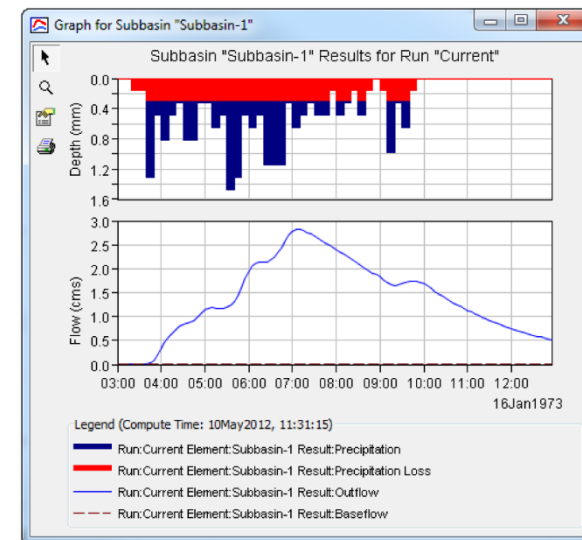 Graph for Subbasin "Subbasin-1"
Subbasin "Subbasin-1" Results for Run "Current"
Depth (mm)
0.0
0.4
0.8
1.2
1.6
Flow (cms)
3.0
2.5
2.0
1.5
1.0
0.5
0.0
03:00 04:00 05:00 06:00 07:00 08:00 09:00 10:00 11:00 12:00
16Jan1973
Legend (Compute Time: 10May2012, 11:31:15)
Run:Current Element:Subbasin-1 Result:Precipitation
Run:Current Element:Subbasin-1 Result:Precipitation Loss
Run:Current Element:Subbasin-1 Result:Outflow
Run:Current Element:Subbasin-1 Result:Baseflow